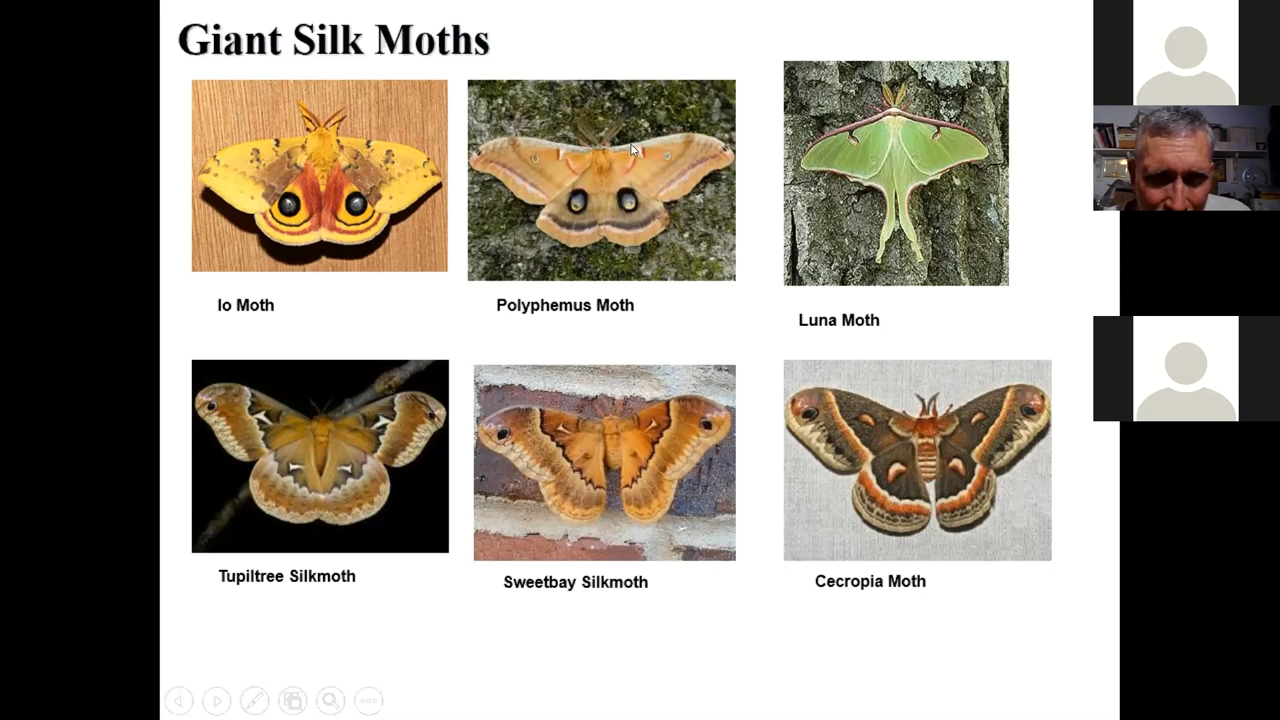 Giant Silk Moths
Io Moth
Polyphemus Moth
Luna Moth
Tupiltree Silkmoth
Sweetbay Silkmoth
Cecropia Moth